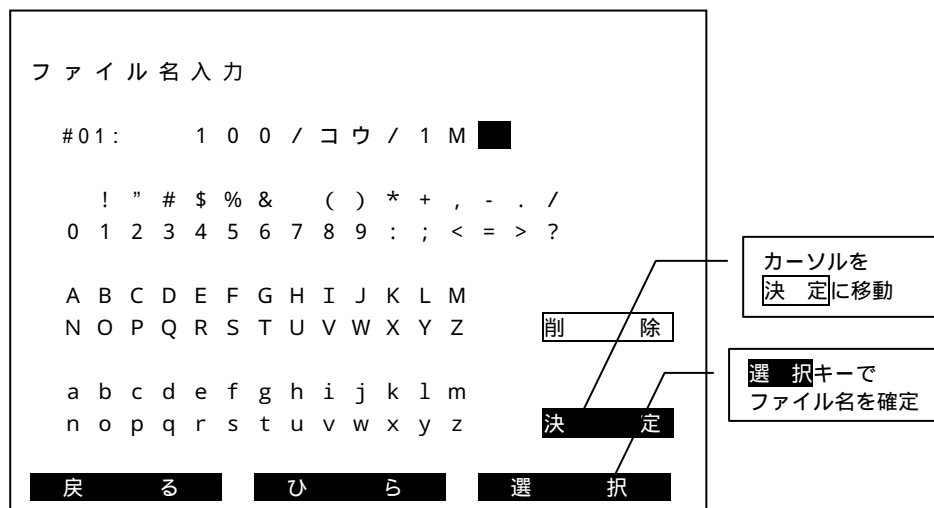 ファイル名入力
#01: 100/コウ/1M
! ” # $ % & ( ) * + , - . /
0 1 2 3 4 5 6 7 8 9 : ; < = > ?
A B C D E F G H I J K L M
N O P Q R S T U V W X Y Z
削 除
a b c d e f g h i j k l m
n o p q r s t u v w x y z
決 定
戻 る
ひ ら
選 択
カーソルを
決 定に移動
選 択キーで
ファイル名を確定